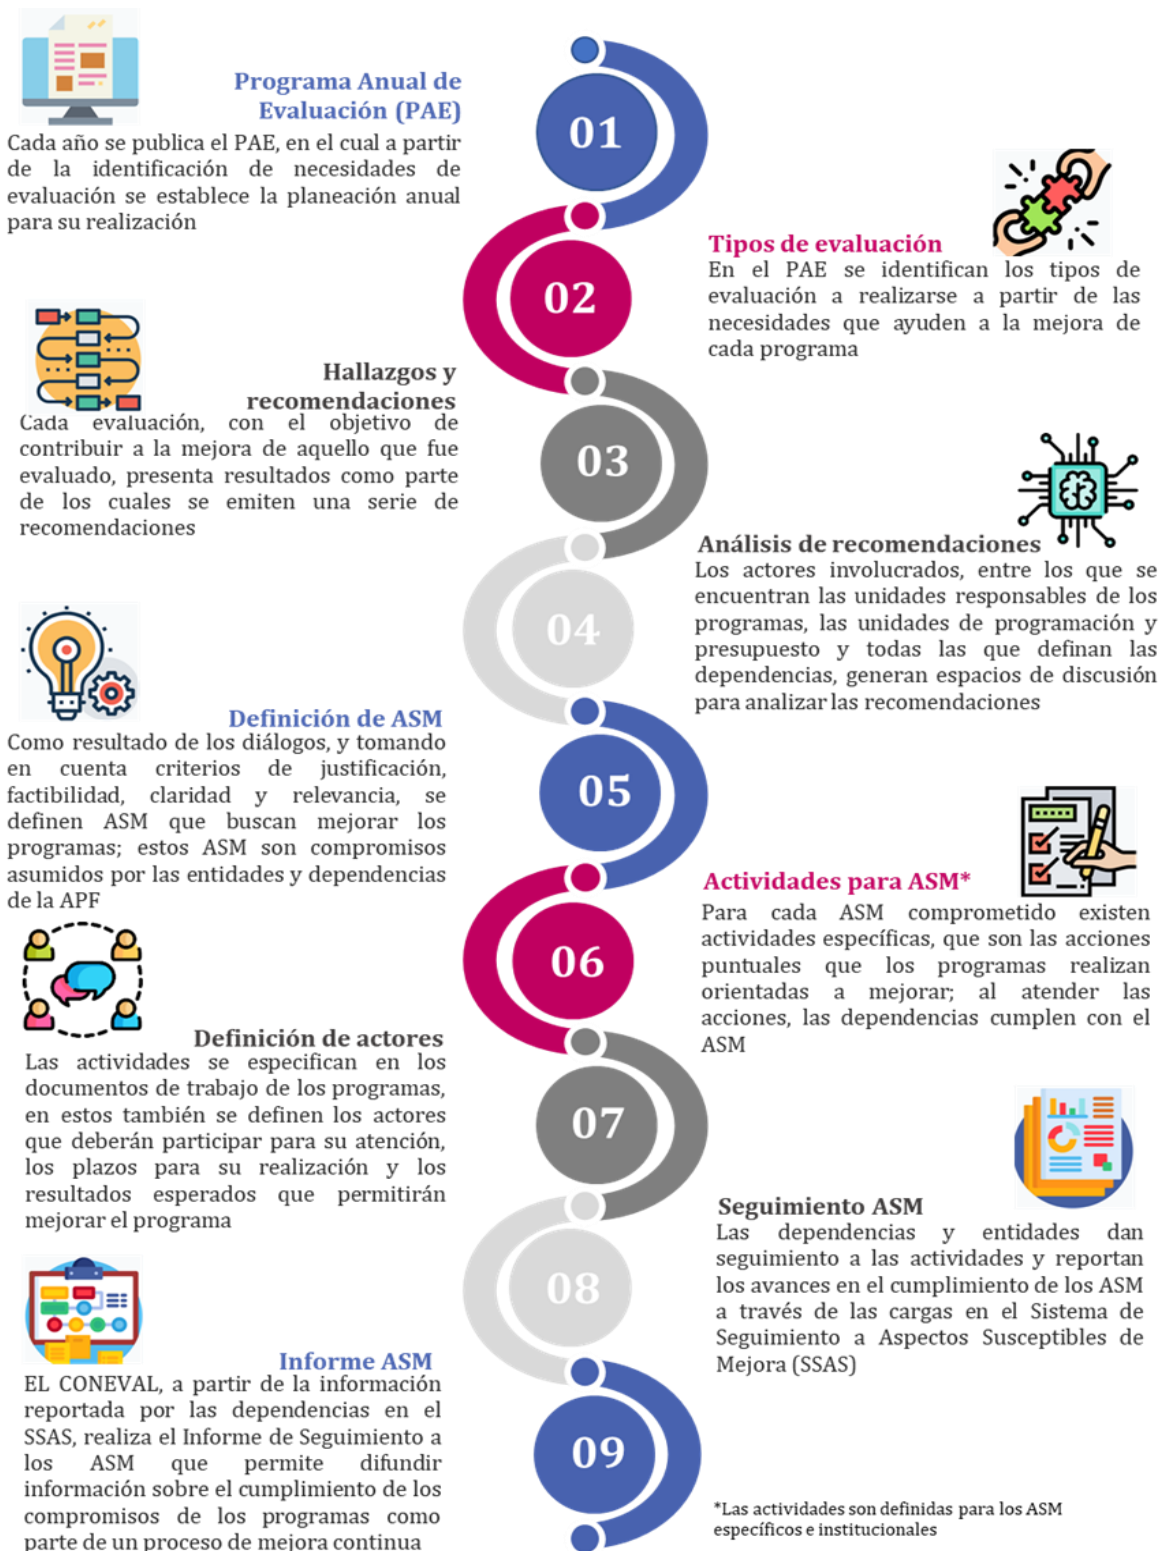 Programa Anual de
Evaluación (PAE)
Cada año se publica el PAE, en el cual a partir
de la identificación de necesidades de
evaluación se establece la planeación anual
para su realización
01
02
Tipos de evaluación
En el PAE se identifican los tipos de
evaluación a realizarse a partir de las
necesidades que ayuden a la mejora de
cada programa
Hallazgos y
recomendaciones
Cada evaluación, con el objetivo de
contribuir a la mejora de aquello que fue
evaluado, presenta resultados como parte
de los cuales se emiten una serie de
recomendaciones
03
04
Análisis de recomendaciones
Los actores involucrados, entre los que se
encuentran las unidades responsables de los
programas, las unidades de programación y
presupuesto y todas las que definan las
dependencias, generan espacios de discusión
para analizar las recomendaciones
Definición de ASM
Como resultado de los diálogos, y tomando
en cuenta criterios de justificación,
factibilidad, claridad y relevancia, se
definen ASM que buscan mejorar los
programas; estos ASM son compromisos
asumidos por las entidades y dependencias
de la APF
05
06
Actividades para ASM*
Para cada ASM comprometido existen
actividades específicas, que son las acciones
puntuales que los programas realizan
orientadas a mejorar; al atender las
acciones, las dependencias cumplen con el
ASM
Definición de actores
Las actividades se especifican en los
documentos de trabajo de los programas,
en estos también se definen los actores
que deberán participar para su atención,
los plazos para su realización y los
resultados esperados que permitirán
mejorar el programa
07
08
Seguimiento ASM
Las dependencias y entidades dan
seguimiento a las actividades y reportan
los avances en el cumplimiento de los ASM
a través de las cargas en el Sistema de
Seguimiento a Aspectos Susceptibles de
Mejora (SSAS)
Informe ASM
EL CONEVAL, a partir de la información
reportada por las dependencias en el
SSAS, realiza el Informe de Seguimiento a
los ASM que permite difundir
información sobre el cumplimiento de los
compromisos de los programas como
parte de un proceso de mejora continua
09
*Las actividades son definidas para los ASM
específicos e institucionales